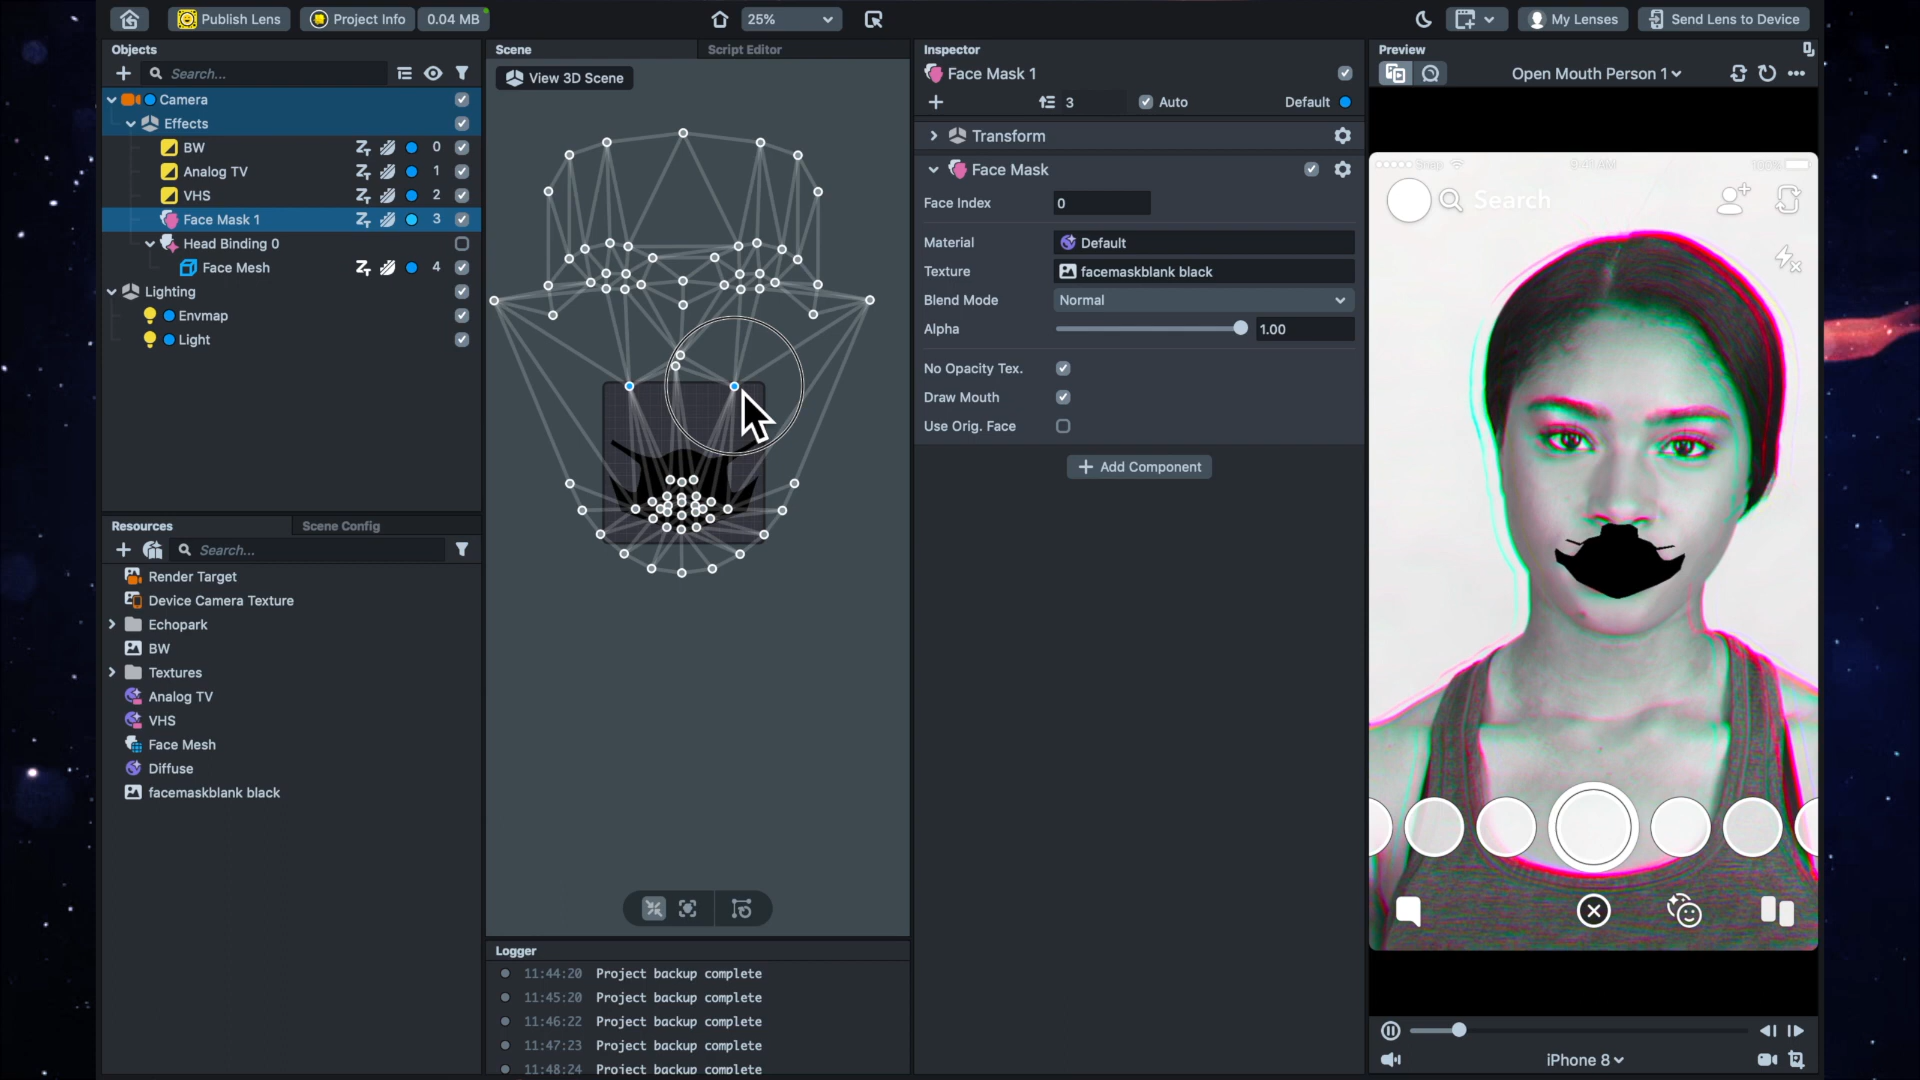 Publish Lens
Project Info
0.04 MB
25%
My Lenses
Send Lens to Device
Objects
Search...
Camera
Effects
BW 0
Analog TV 1
VHS 2
Face Mask 1 3
Head Binding 0
Face Mesh 4
Lighting
Envmap
Light
Resources
Scene Config
Search...
Render Target
Device Camera Texture
Echopark
BW
Textures
Analog TV
VHS
Face Mesh
Diffuse
facemaskblank black
Scene
Script Editor
View 3D Scene
Logger
11:44:20 Project backup complete
11:45:20 Project backup complete
11:46:22 Project backup complete
11:47:23 Project backup complete
11:48:24 Project backup complete
Inspector
Face Mask 1
3
Auto
Default
Transform
Face Mask
Face Index 0
Material Default
Texture facemaskblank black
Blend Mode Normal
Alpha 1.00
No Opacity Tex.
Draw Mouth
Use Orig. Face
Add Component
Preview
Open Mouth Person 1
Snap
9:41 AM
100%
Search
iPhone 8